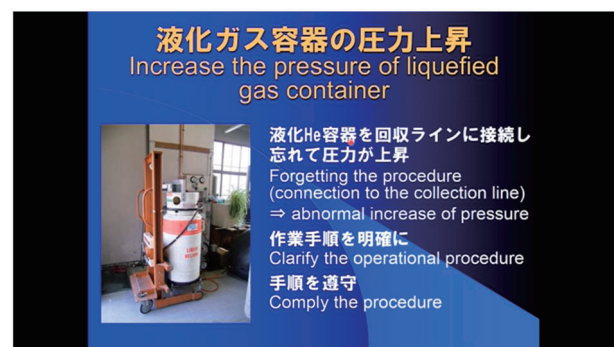 液化ガス容器の圧力上昇
Increase the pressure of liquefied
gas container
液化He容器を回収ラインに接続し
忘れて圧力が上昇
Forgetting the procedure
(connection to the collection line)
⇒ abnormal increase of pressure
作業手順を明確に
Clarify the operational procedure
手順を遵守
Comply the procedure